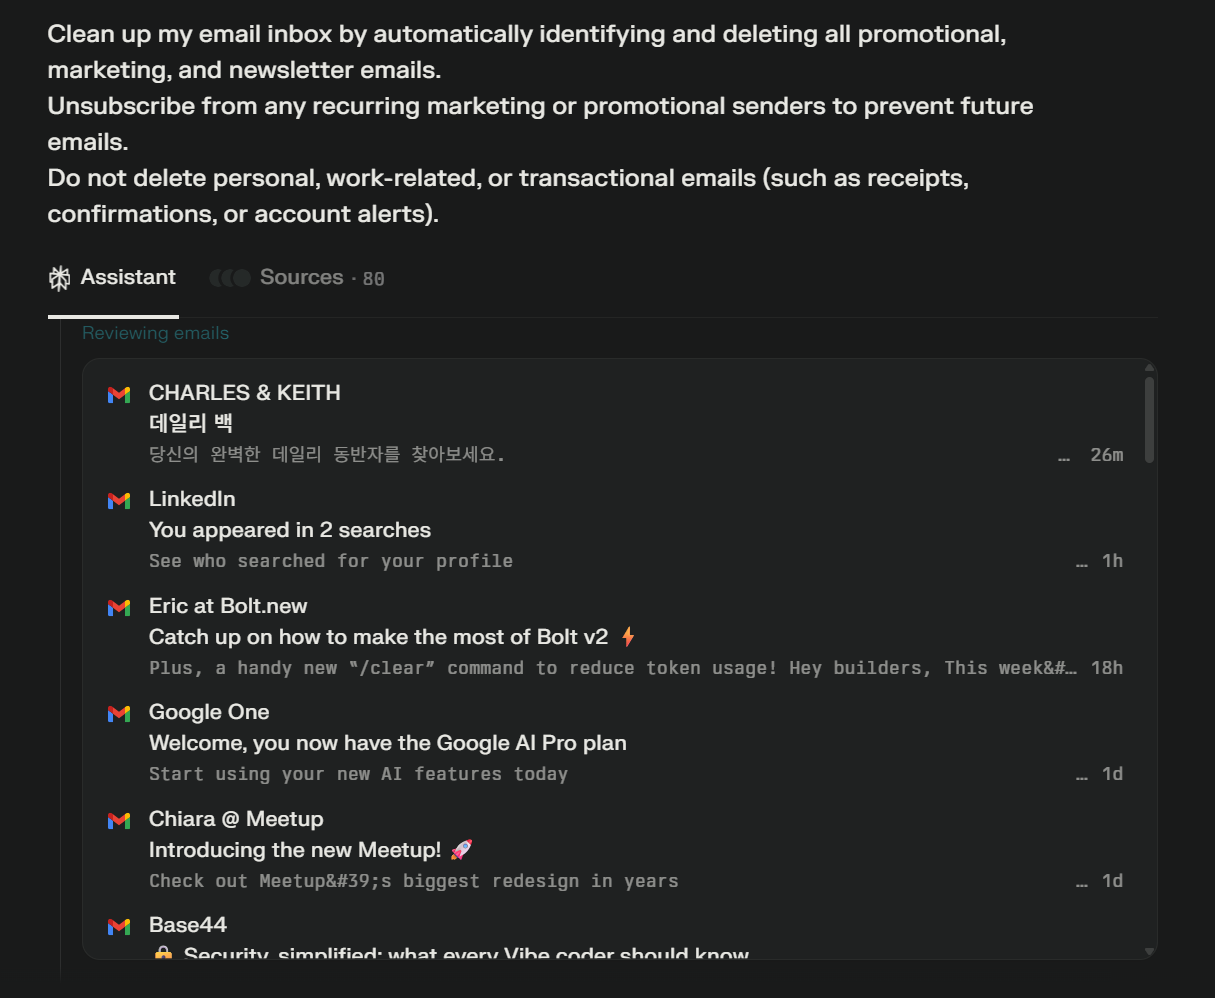 Clean up my email inbox by automatically identifying and deleting all promotional,
marketing, and newsletter emails.
Unsubscribe from any recurring marketing or promotional senders to prevent future
emails.
Do not delete personal, work-related, or transactional emails (such as receipts,
confirmations, or account alerts).
Assistant Sources · 80
Reviewing emails
CHARLES & KEITH
데일리 백
당신의 완벽한 데일리 동반자를 찾아보세요. … 26m
LinkedIn
You appeared in 2 searches
See who searched for your profile … 1h
Eric at Bolt.new
Catch up on how to make the most of Bolt v2 ⚡
Plus, a handy new “/clear” command to reduce token usage! Hey builders, This week&#… 18h
Google One
Welcome, you now have the Google AI Pro plan
Start using your new AI features today … 1d
Chiara @ Meetup
Introducing the new Meetup! 🚀
Check out Meetup&#39;s biggest redesign in years … 1d
Base44
🔒 Security, simplified: what every Vibe coder should know